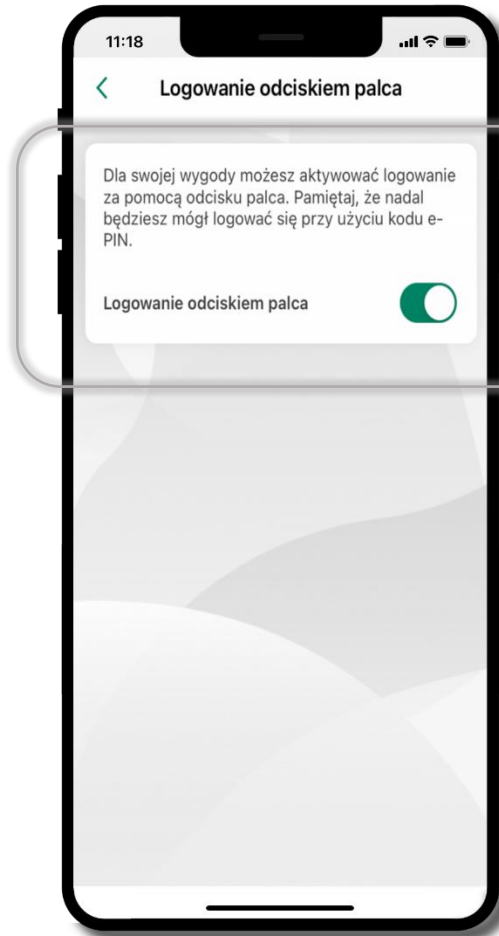 11:18
Logowanie odciskiem palca
Dla swojej wygody możesz aktywować logowanie
za pomocą odcisku palca. Pamiętaj, że nadal
będziesz mógł logować się przy użyciu kodu e-
PIN.
Logowanie odciskiem palca